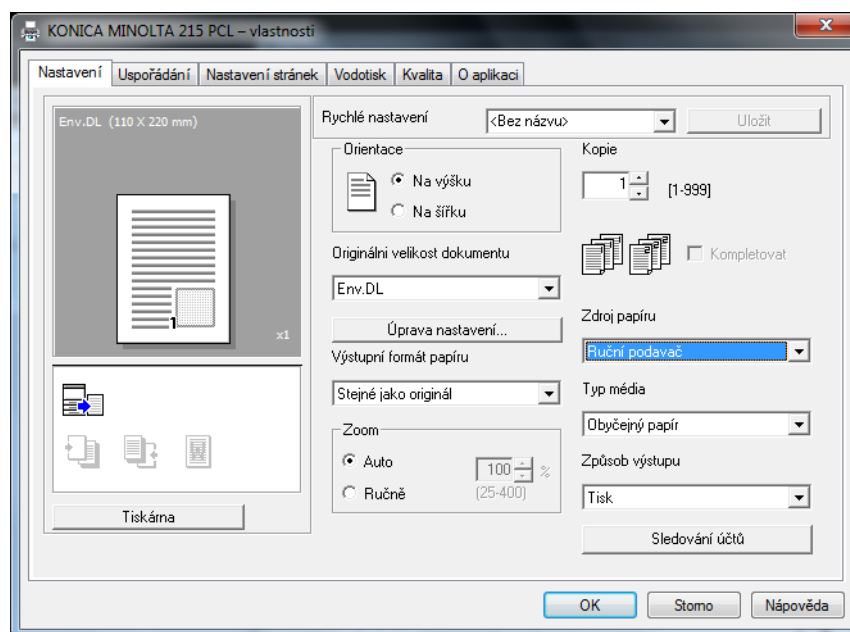 KONICA MINOLTA 215 PCL – vlastnosti
Nastavení Uspořádání Nastavení stránek Vodotisk Kvalita O aplikaci
Env.DL (110 X 220 mm)
1
x1
Tiskárna
Rychlé nastavení <Bez názvu> Uložit
Orientace
Na výšku
Na šířku
Originálni velikost dokumentu
Env.DL
Úprava nastavení...
Výstupní formát papíru
Stejné jako originál
Zoom
Auto 100 %
Ručně (25-400)
Kopie
1 [1-999]
Kompletovat
Zdroj papíru
Ruční podavač
Typ média
Obyčejný papír
Způsob výstupu
Tisk
Sledování účtů
OK Storno Nápověda